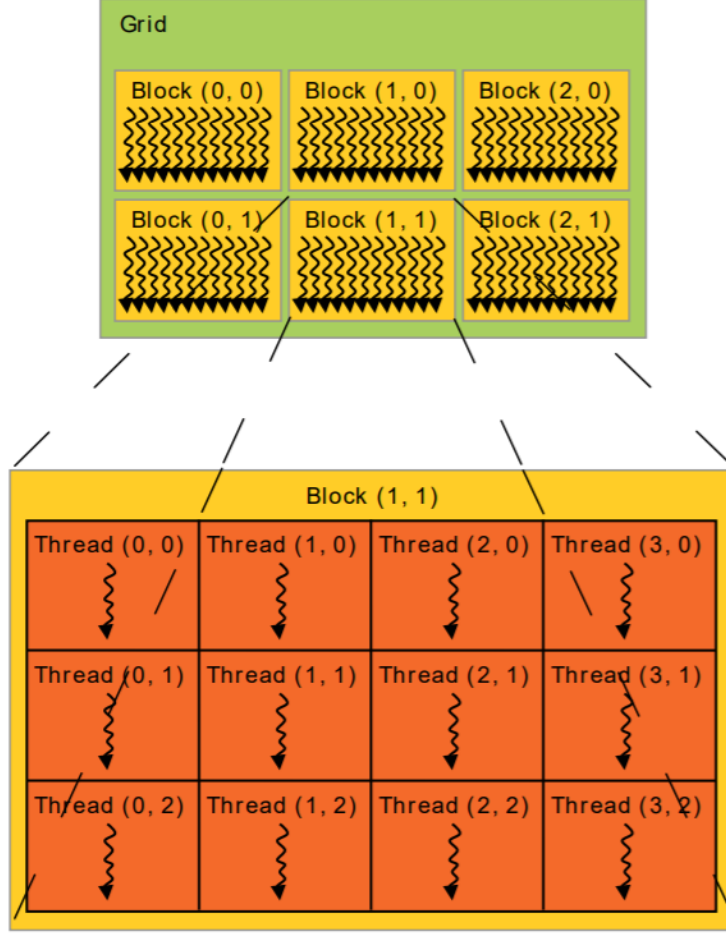 Grid
Block (0, 0) Block (1, 0) Block (2, 0)
Block (0, 1) Block (1, 1) Block (2, 1)
Block (1, 1)
Thread (0, 0) Thread (1, 0) Thread (2, 0) Thread (3, 0)
Thread (0, 1) Thread (1, 1) Thread (2, 1) Thread (3, 1)
Thread (0, 2) Thread (1, 2) Thread (2, 2) Thread (3, 2)